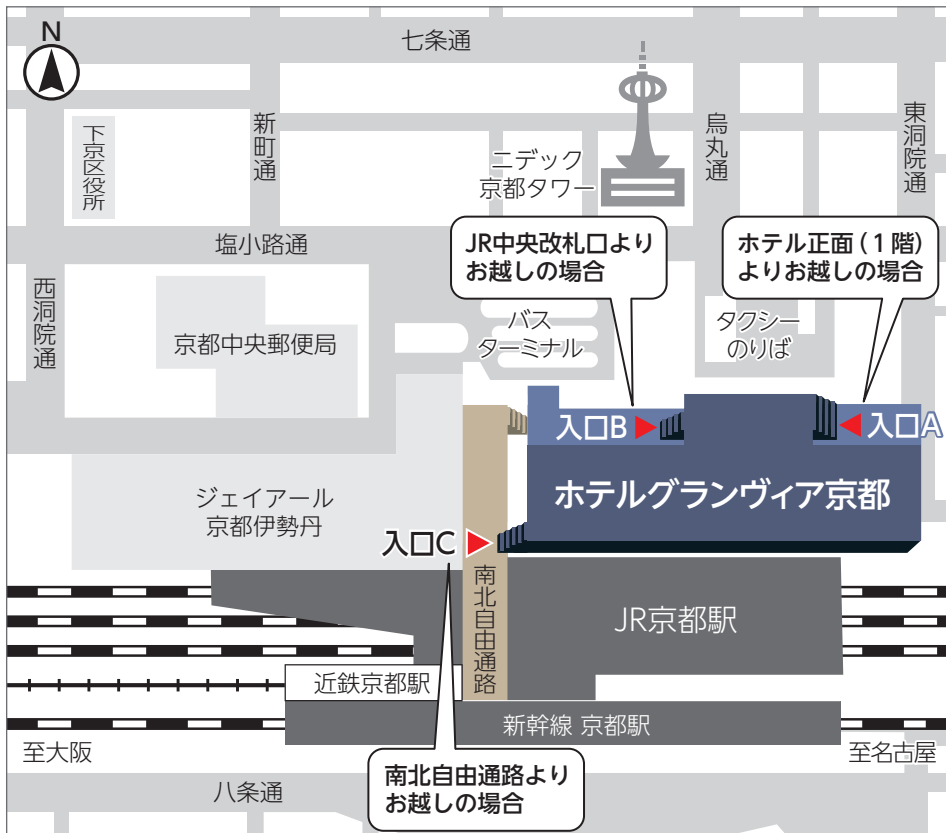 N
七条通
下京区役所
新町通
ニデック
京都タワー
烏丸通
東洞院通
塩小路通
JR中央改札口より
お越しの場合
ホテル正面(1階)
よりお越しの場合
西洞院通
京都中央郵便局
バス
ターミナル
タクシー
のりば
入口B
入口A
ホテルグランヴィア京都
ジェイアール
京都伊勢丹
入口C
南北自由通路
JR京都駅
近鉄京都駅
新幹線 京都駅
至大阪
至名古屋
南北自由通路より
お越しの場合
八条通